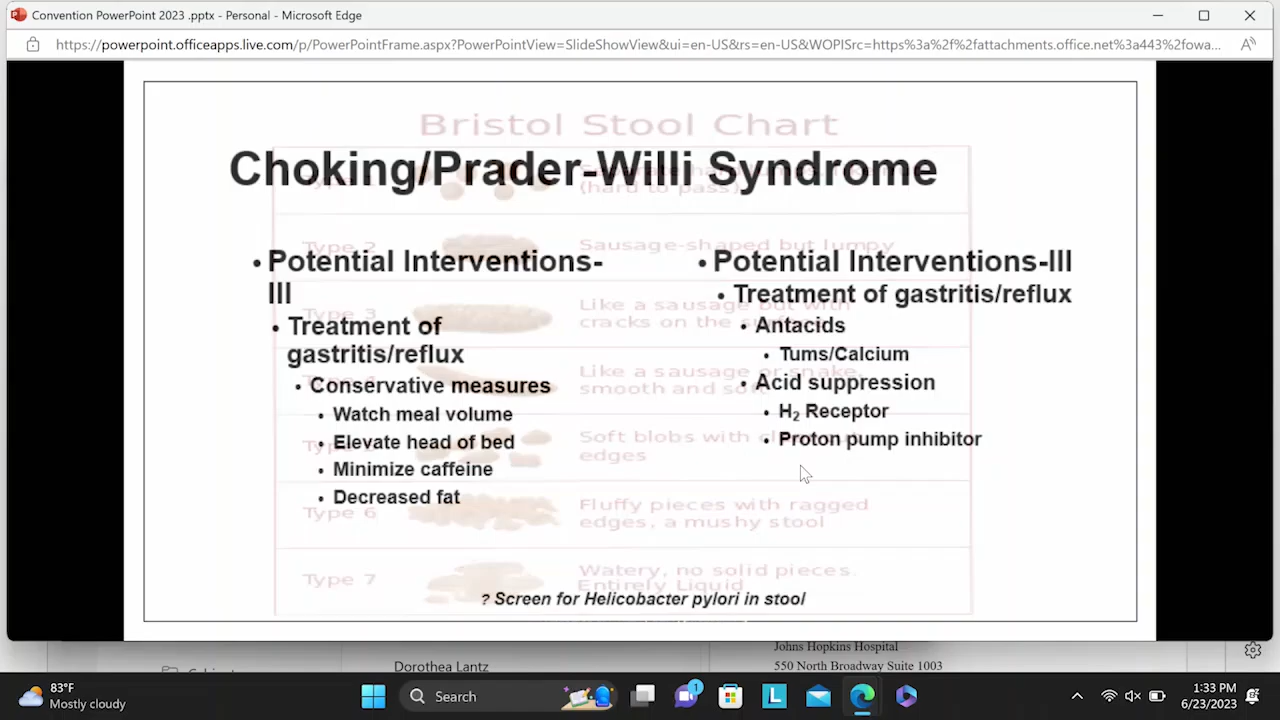 Convention PowerPoint 2023 .pptx - Personal - Microsoft Edge
https://powerpoint.officeapps.live.com/p/PowerPointFrame.aspx?PowerPointView=SlideShowView&ui=en-US&rs=en-US&WOPISrc=https%3a%2f%2fattachments.office.net%3a443%2fowa...
Bristol Stool Chart
Choking/Prader-Willi Syndrome
(hard to pass)
Type 2
Sausage-shaped but lumpy
• Potential Interventions-
III
• Treatment of
gastritis/reflux
• Conservative measures
• Watch meal volume
• Elevate head of bed
• Minimize caffeine
• Decreased fat
• Potential Interventions-III
• Treatment of gastritis/reflux
• Antacids
• Tums/Calcium
• Acid suppression
• H₂ Receptor
• Proton pump inhibitor
Type 3
Like a sausage but with
cracks on the
Like a sausage or snake,
smooth and soft
Soft blobs with
edges
Type 6
Fluffy pieces with ragged
edges, a mushy stool
Type 7
Watery, no solid pieces.
Entirely Liquid
? Screen for Helicobacter pylori in stool
Dorothea Lantz
Johns Hopkins Hospital
550 North Broadway Suite 1003
83°F
Mostly cloudy
Search
1
L
1:33 PM
6/23/2023